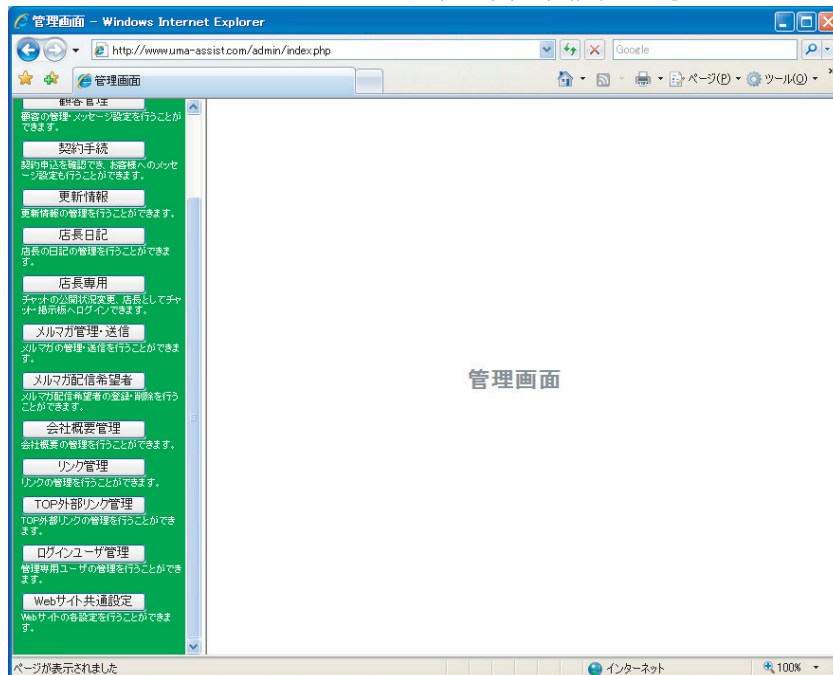 管理画面 - Windows Internet Explorer
http://www.uma-assist.com/admin/index.php
Google
管理画面
ページ(P)
ツール(O)
顧客管理
顧客の管理・メッセージ設定を行うことが
できます。
契約手続
契約申込を確認でき、お客様へのメッセ
ージ設定も行うことができます。
更新情報
更新情報の管理を行うことができます。
店長日記
店長の日記の管理を行うことができま
す。
店長専用
チャットの公開状況変更、店長としてチャ
ット・掲示板へログインできます。
メルマガ管理・送信
メルマガの管理・送信を行うことができま
す。
メルマガ配信希望者
メルマガ配信希望者の登録・削除を行う
ことができます。
会社概要管理
会社概要の管理を行うことができます。
リンク管理
リンクの管理を行うことができます。
TOP外部リンク管理
TOP外部リンクの管理を行うことができ
ます。
ログインユーザ管理
管理専用ユーザの管理を行うことができ
ます。
Webサイト共通設定
Webサイトの各設定を行うことができま
す。
管理画面
ページが表示されました
インターネット
100%